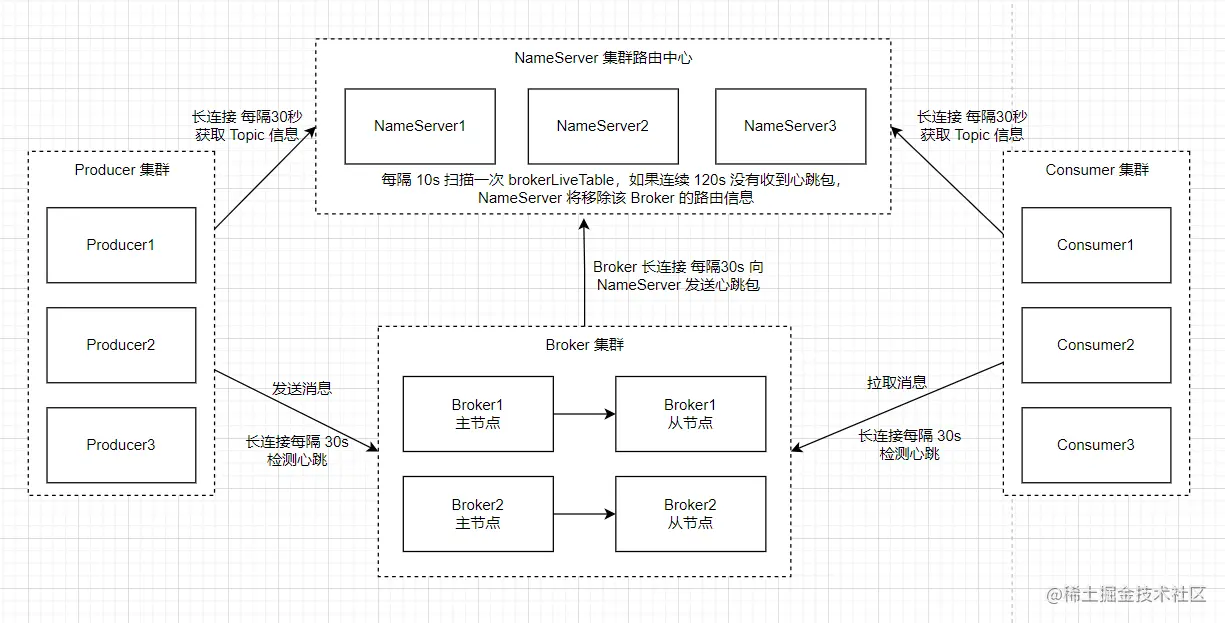 NameServer 集群路由中心
NameServer1
NameServer2
NameServer3
每隔 10s 扫描一次 brokerLiveTable，如果连续 120s 没有收到心跳包，
NameServer 将移除该 Broker 的路由信息
长连接 每隔30秒
获取 Topic 信息
长连接 每隔30秒
获取 Topic 信息
Producer 集群
Producer1
Producer2
Producer3
Consumer 集群
Consumer1
Consumer2
Consumer3
Broker 长连接 每隔30s 向
NameServer 发送心跳包
发送消息
长连接每隔 30s
检测心跳
拉取消息
长连接每隔 30s
检测心跳
Broker 集群
Broker1
主节点
Broker1
从节点
Broker2
主节点
Broker2
从节点
@稀土掘金技术社区